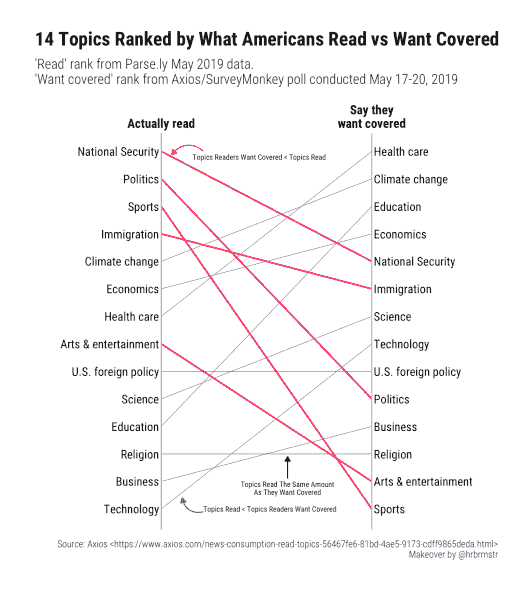 14 Topics Ranked by What Americans Read vs Want Covered
'Read' rank from Parse.ly May 2019 data.
'Want covered' rank from Axios/SurveyMonkey poll conducted May 17-20, 2019
Actually read
Say they
want covered
National Security
Topics Readers Want Covered < Topics Read
Health care
Politics
Climate change
Sports
Education
Immigration
Economics
Climate change
National Security
Economics
Immigration
Health care
Science
Arts & entertainment
Technology
U.S. foreign policy
U.S. foreign policy
Science
Politics
Education
Business
Religion
Religion
Business
Topics Read The Same Amount
As They Want Covered
Arts & entertainment
Technology
Topics Read < Topics Readers Want Covered
Sports
Source: Axios <https://www.axios.com/news-consumption-read-topics-56467fe6-81bd-4ae5-9173-cdff9865deda.html>
Makeover by @hrbrmstr